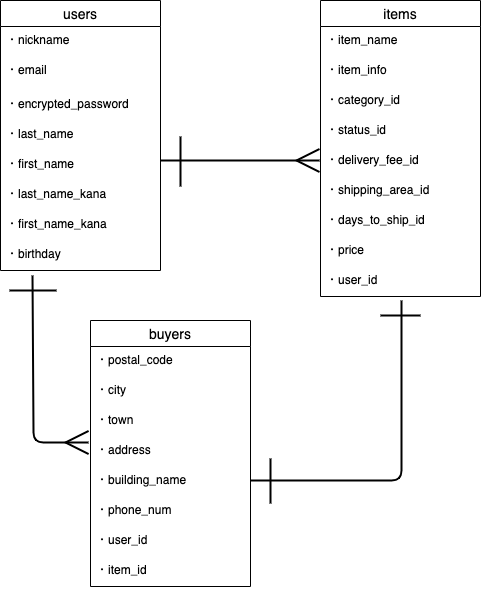 users
・nickname
・email
・encrypted_password
・last_name
・first_name
・last_name_kana
・first_name_kana
・birthday
items
・item_name
・item_info
・category_id
・status_id
・delivery_fee_id
・shipping_area_id
・days_to_ship_id
・price
・user_id
buyers
・postal_code
・city
・town
・address
・building_name
・phone_num
・user_id
・item_id